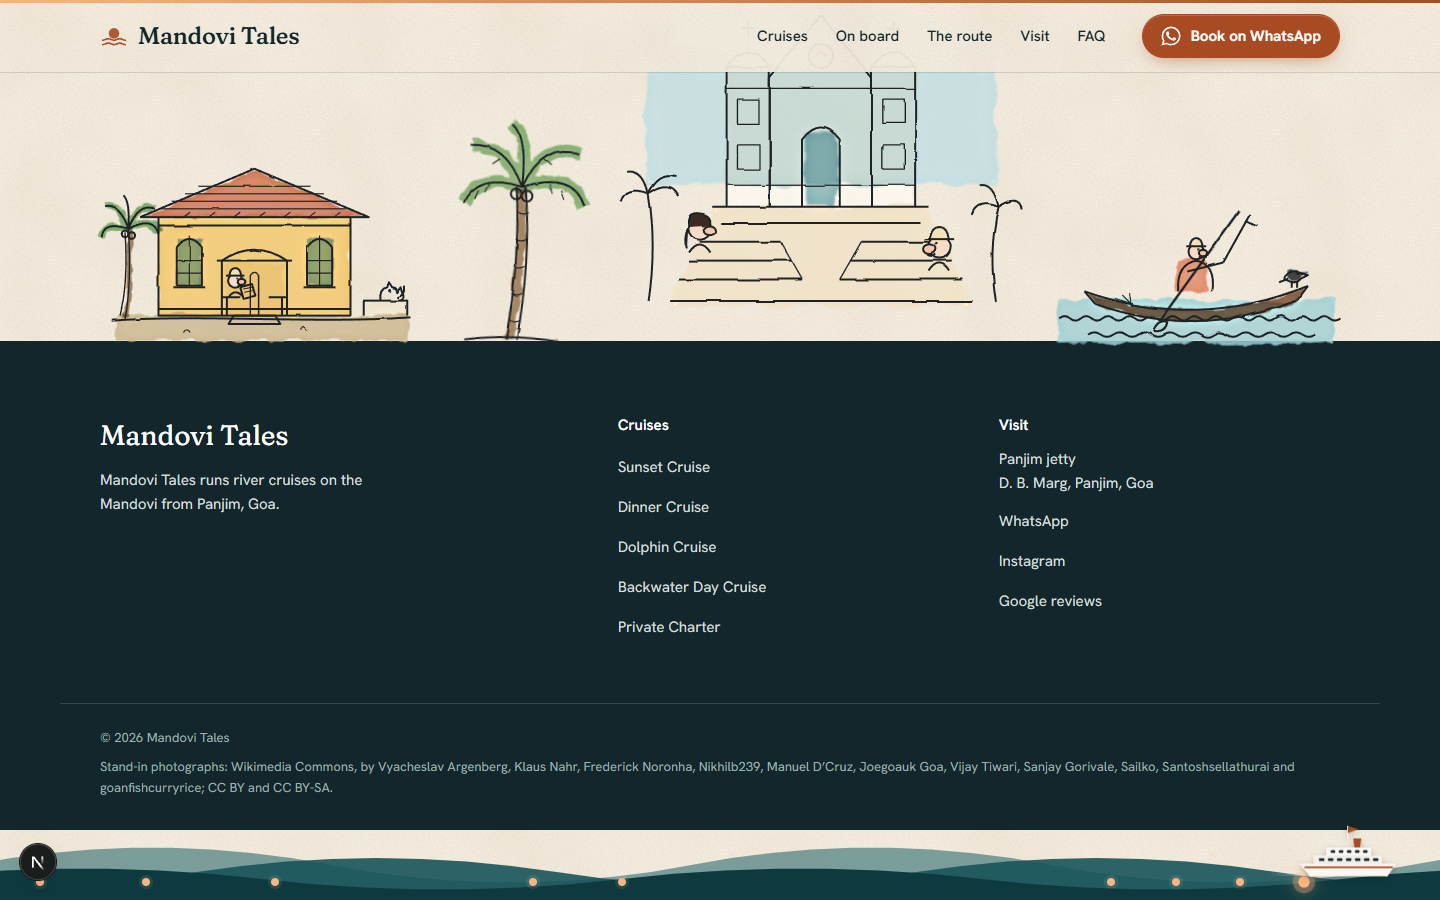 Mandovi Tales
Cruises
On board
The route
Visit
FAQ
Book on WhatsApp
Mandovi Tales
Mandovi Tales runs river cruises on the
Mandovi from Panjim, Goa.
Cruises
Sunset Cruise
Dinner Cruise
Dolphin Cruise
Backwater Day Cruise
Private Charter
Visit
Panjim jetty
D. B. Marg, Panjim, Goa
WhatsApp
Instagram
Google reviews
© 2026 Mandovi Tales
Stand-in photographs: Wikimedia Commons, by Vyacheslav Argenberg, Klaus Nahr, Frederick Noronha, Nikhilb239, Manuel D’Cruz, Joegoauk Goa, Vijay Tiwari, Sanjay Gorivale, Sailko, Santoshsellathurai and
goanfishcurryrice; CC BY and CC BY-SA.
N